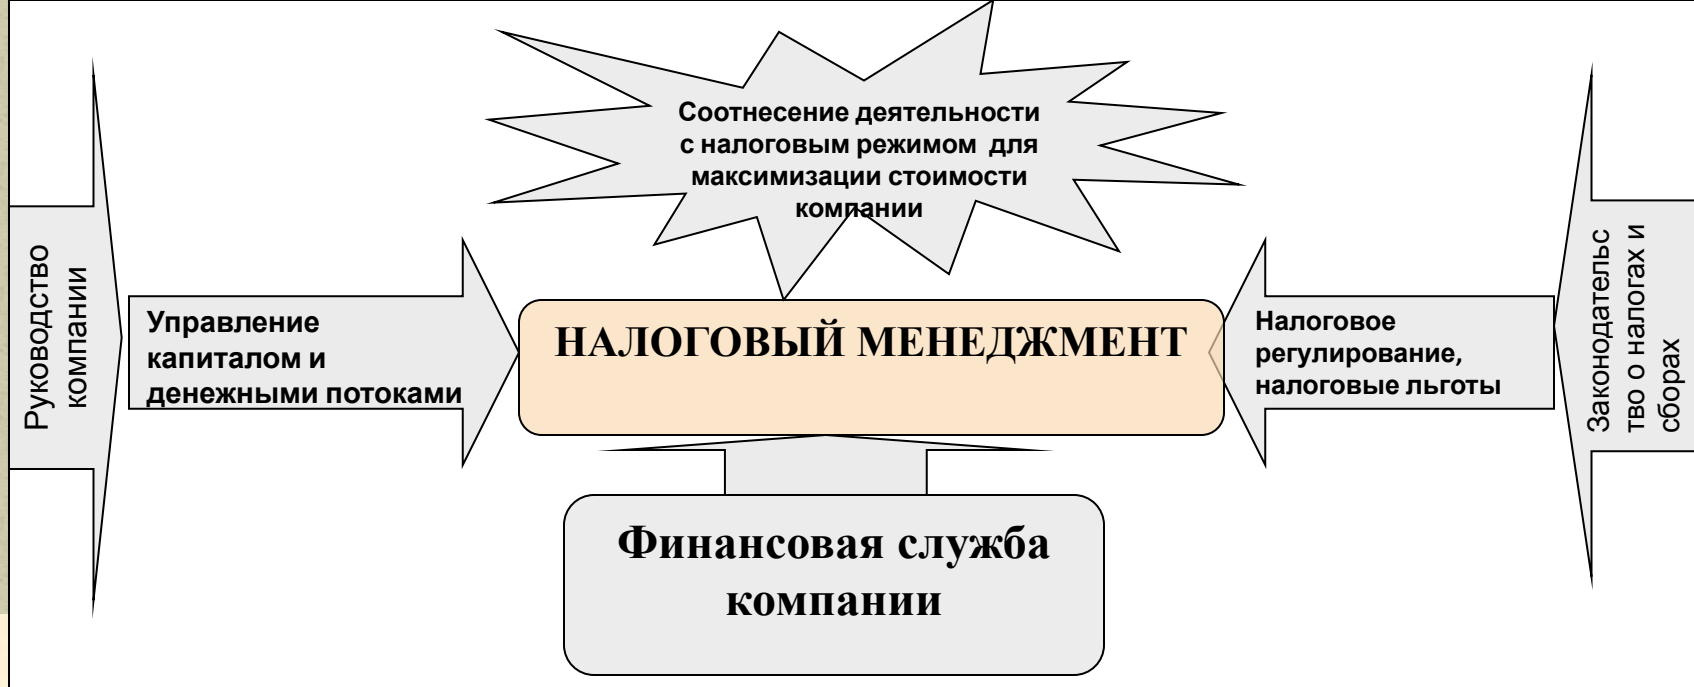 Соотнесение деятельности
с налоговым режимом для
максимизации стоимости
компании
Руководство
компании
Управление
капиталом и
денежными потоками
НАЛОГОВЫЙ МЕНЕДЖМЕНТ
Налоговое
регулирование,
налоговые льготы
Законодательс
тво о налогах и
сборах
Финансовая служба
компании